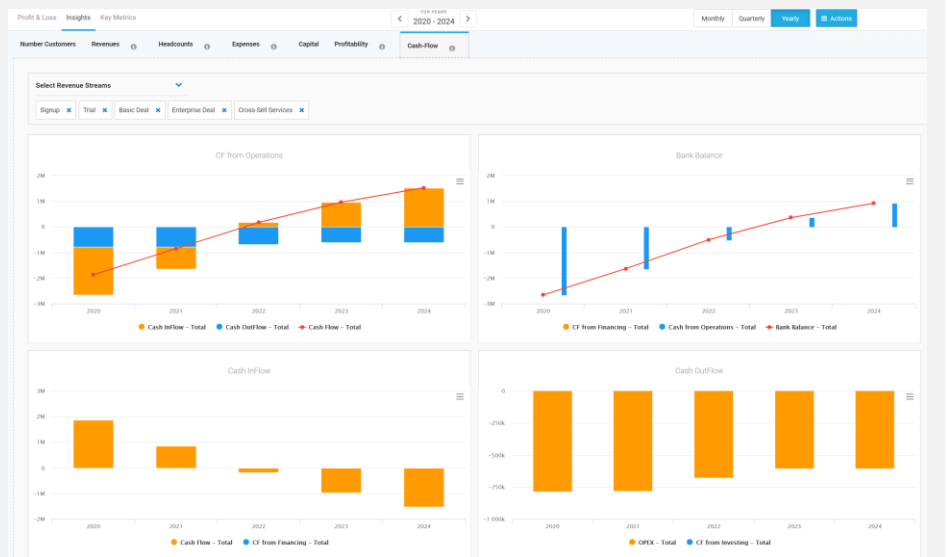 Profit & Loss Insights Key Metrics
FOR YEARS
2020 - 2024
Monthly Quarterly Yearly Actions
Number Customers Revenues Headcounts Expenses Capital Profitability Cash-Flow
Select Revenue Streams
Signup × Trial × Basic Deal × Enterprise Deal × Cross-Sell Services ×
CF from Operations
2M
1M
0
-1M
-2M
-3M
2020 2021 2022 2023 2024
Cash InFlow - Total Cash OutFlow - Total Cash Flow - Total
Bank Balance
2M
1M
0
-1M
-2M
-3M
2020 2021 2022 2023 2024
CF from Financing - Total Cash from Operations - Total Bank Balance - Total
Cash InFlow
3M
2M
1M
0
-1M
-2M
2020 2021 2022 2023 2024
Cash Flow - Total CF from Financing - Total
Cash OutFlow
0
-250k
-500k
-750k
-1 000k
2020 2021 2022 2023 2024
OPEX - Total CF from Investing - Total